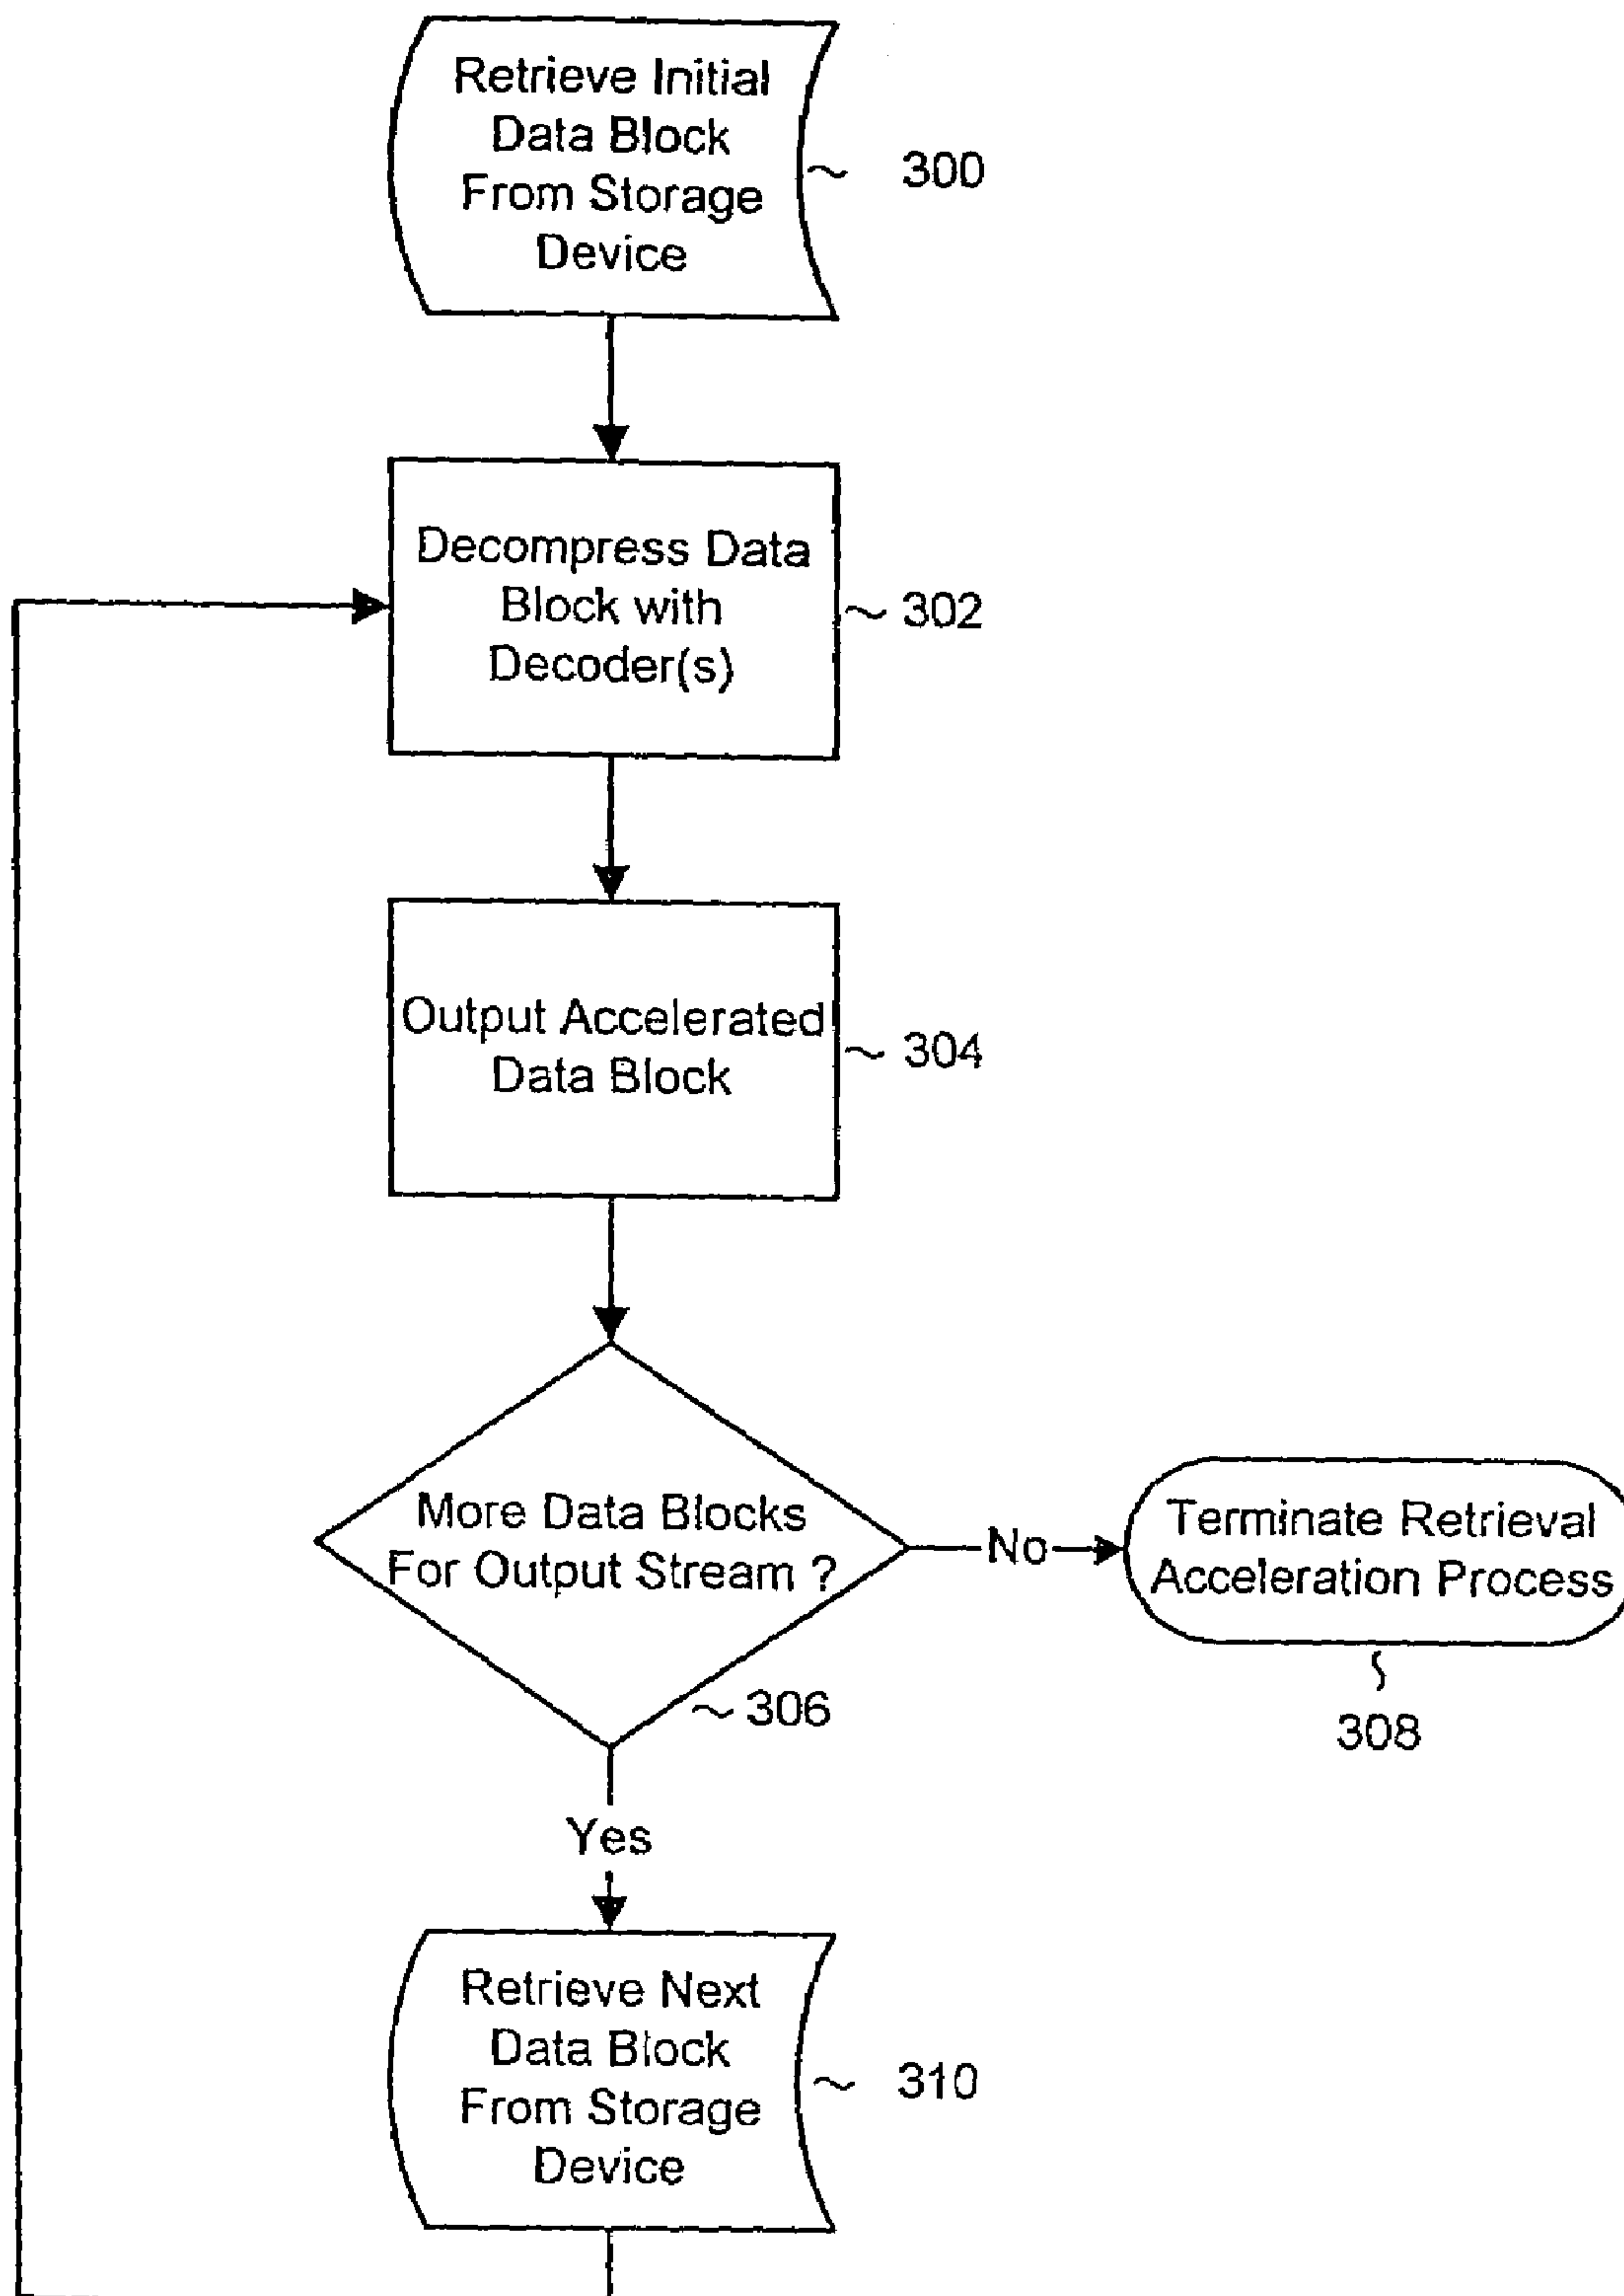 Retrieve Initial
Data Block
From Storage
Device
300
Decompress Data
Block with
Decoder(s)
302
Output Accelerated
Data Block
304
More Data Blocks
For Output Stream ?
306
No
Terminate Retrieval
Acceleration Process
308
Yes
Retrieve Next
Data Block
From Storage
Device
310